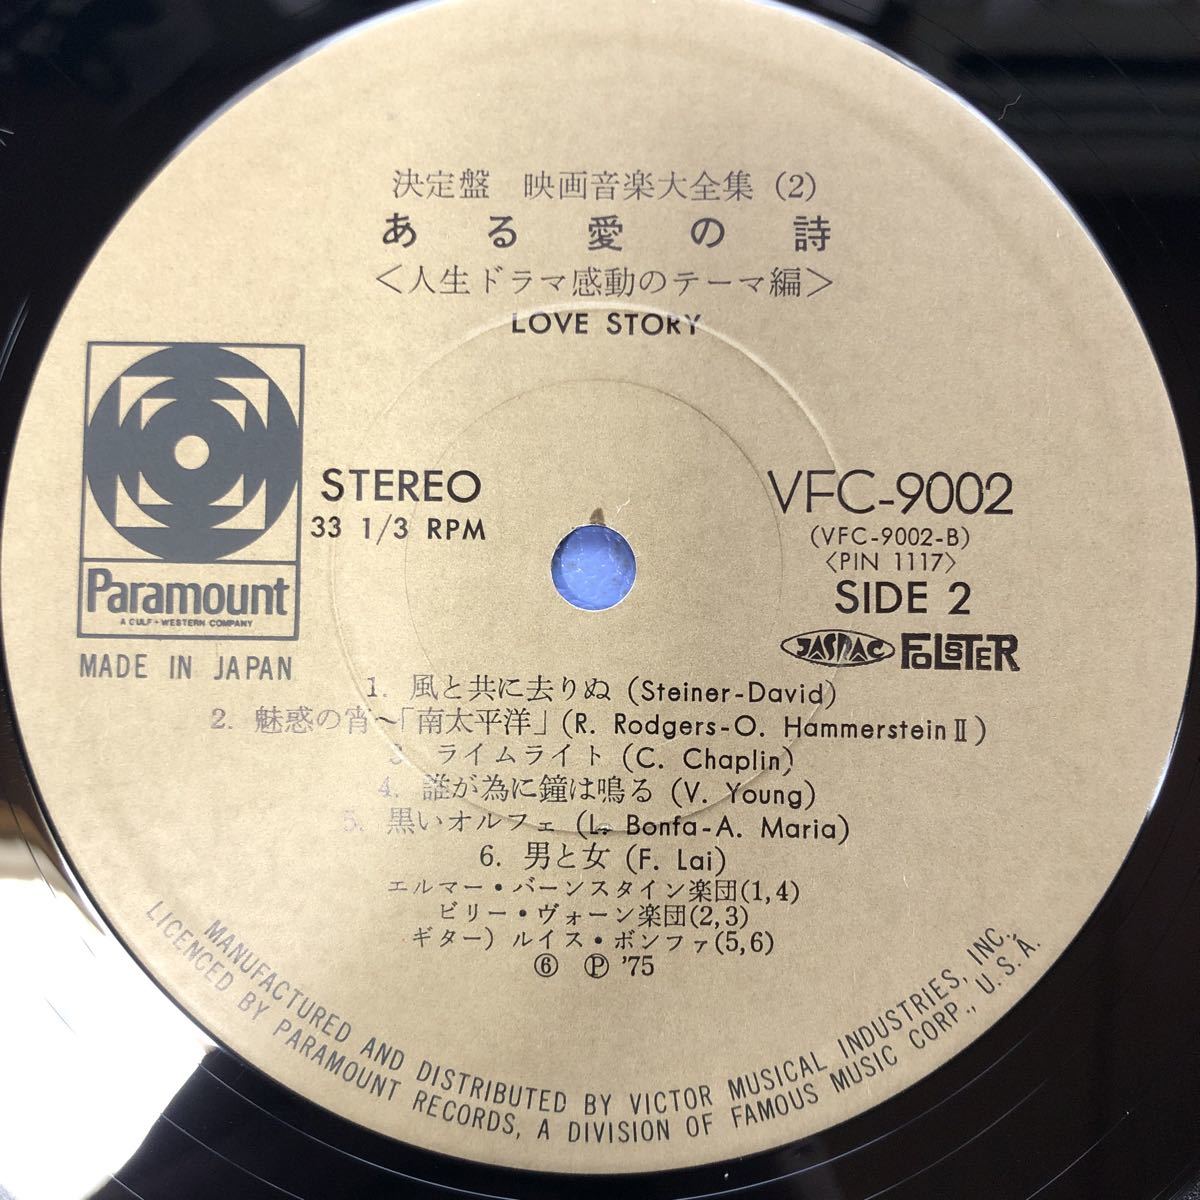 決定盤 映画音楽大全集 (2)
ある愛の詩
<人生ドラマ感動のテーマ編>
LOVE STORY
Paramount
A GULF+WESTERN COMPANY
MADE IN JAPAN
STEREO
33 1/3 RPM
VFC-9002
(VFC-9002-B)
<PIN 1117>
SIDE 2
JASRAC FOLSTER
1. 風と共に去りぬ (Steiner-David)
2. 魅惑の宵~「南太平洋」(R. Rodgers-O. HammersteinⅡ)
3 ライムライト (C. Chaplin)
4. 誰が為に鐘は鳴る (V. Young)
5. 黒いオルフェ (L. Bonfa-A. Maria)
6. 男と女 (F. Lai)
エルマー・バーンスタイン楽団(1,4)
ビリー・ヴォーン楽団(2,3)
ギター) ルイス・ボンファ(5,6)
⑥ Ⓟ '75
MANUFACTURED AND DISTRIBUTED BY VICTOR MUSICAL INDUSTRIES, INC.,
LICENCED BY PARAMOUNT RECORDS, A DIVISION OF FAMOUS MUSIC CORP., U.S.A.